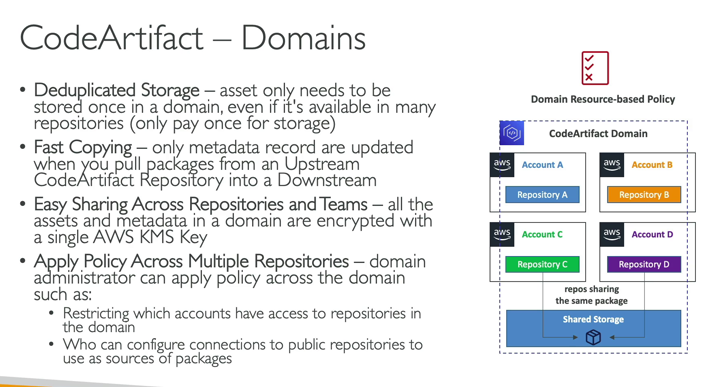 CodeArtifact – Domains
• Deduplicated Storage – asset only needs to
be stored once in a domain, even if it's available in many
repositories (only pay once for storage)
• Fast Copying – only metadata record are updated
when you pull packages from an Upstream
CodeArtifact Repository into a Downstream
• Easy Sharing Across Repositories and Teams – all the
assets and metadata in a domain are encrypted with
a single AWS KMS Key
• Apply Policy Across Multiple Repositories – domain
administrator can apply policy across the domain
such as:
• Restricting which accounts have access to repositories in
the domain
• Who can configure connections to public repositories to
use as sources of packages
Domain Resource-based Policy
CodeArtifact Domain
aws
Account A
Repository A
aws
Account B
Repository B
aws
Account C
Repository C
aws
Account D
Repository D
repos sharing
the same package
Shared Storage